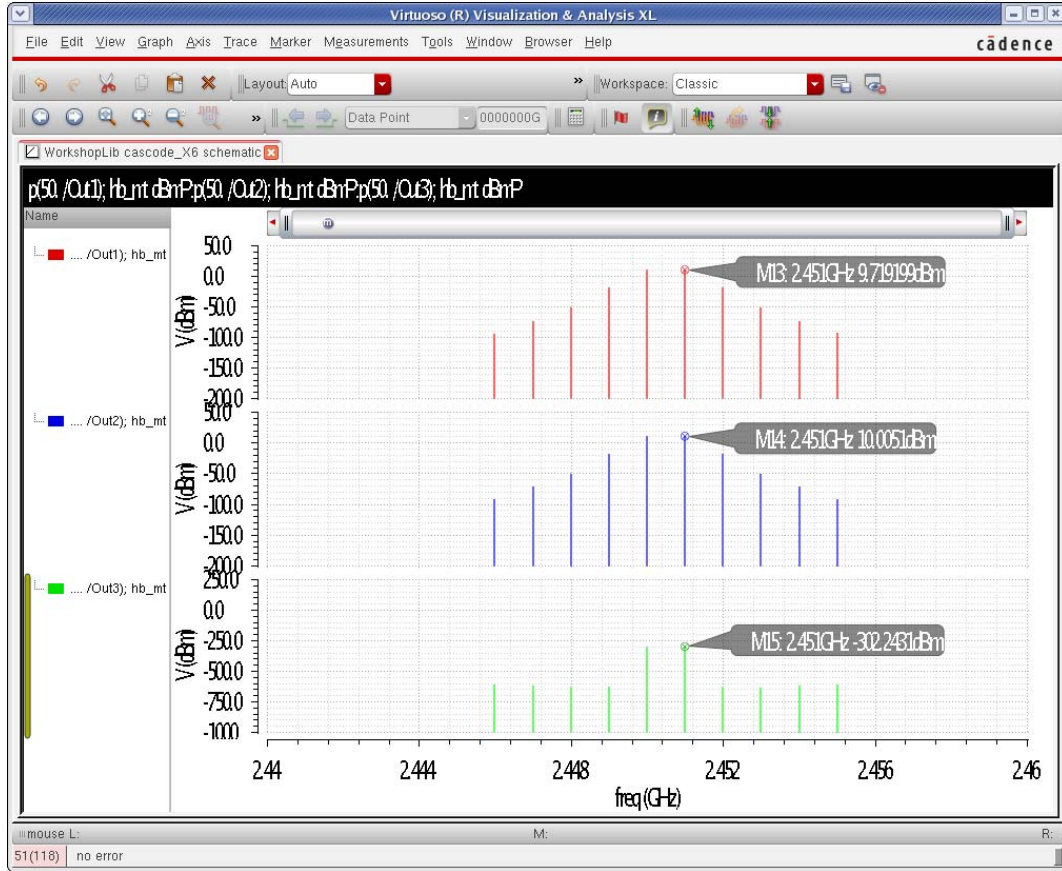 Virtuoso (R) Visualization & Analysis XL
File Edit View Graph Axis Trace Marker Measurements Tools Window Browser Help
cādence
Layout: Auto
» Workspace: Classic
» Data Point 0000000G
WorkshopLib cascode_X6 schematic
p(50. /Out1); hb_mt dBmP:p(50. /Out2); hb_mt dBmP:p(50. /Out3); hb_mt dBmP
Name
.... /Out1); hb_mt
V (dBm)
50.0
0.0
-50.0
-100.0
-150.0
-200.0
M13: 2.451GHz 9.719199dBm
.... /Out2); hb_mt
V (dBm)
50.0
0.0
-50.0
-100.0
-150.0
-200.0
M14: 2.451GHz 10.0051dBm
.... /Out3); hb_mt
V (dBm)
250.0
0.0
-250.0
-500.0
-750.0
-1000
M15: 2.451GHz -302.2431dBm
2.44 2.444 2.448 2.452 2.456 2.46
freq (GHz)
mouse L: M: R:
51(118) no error